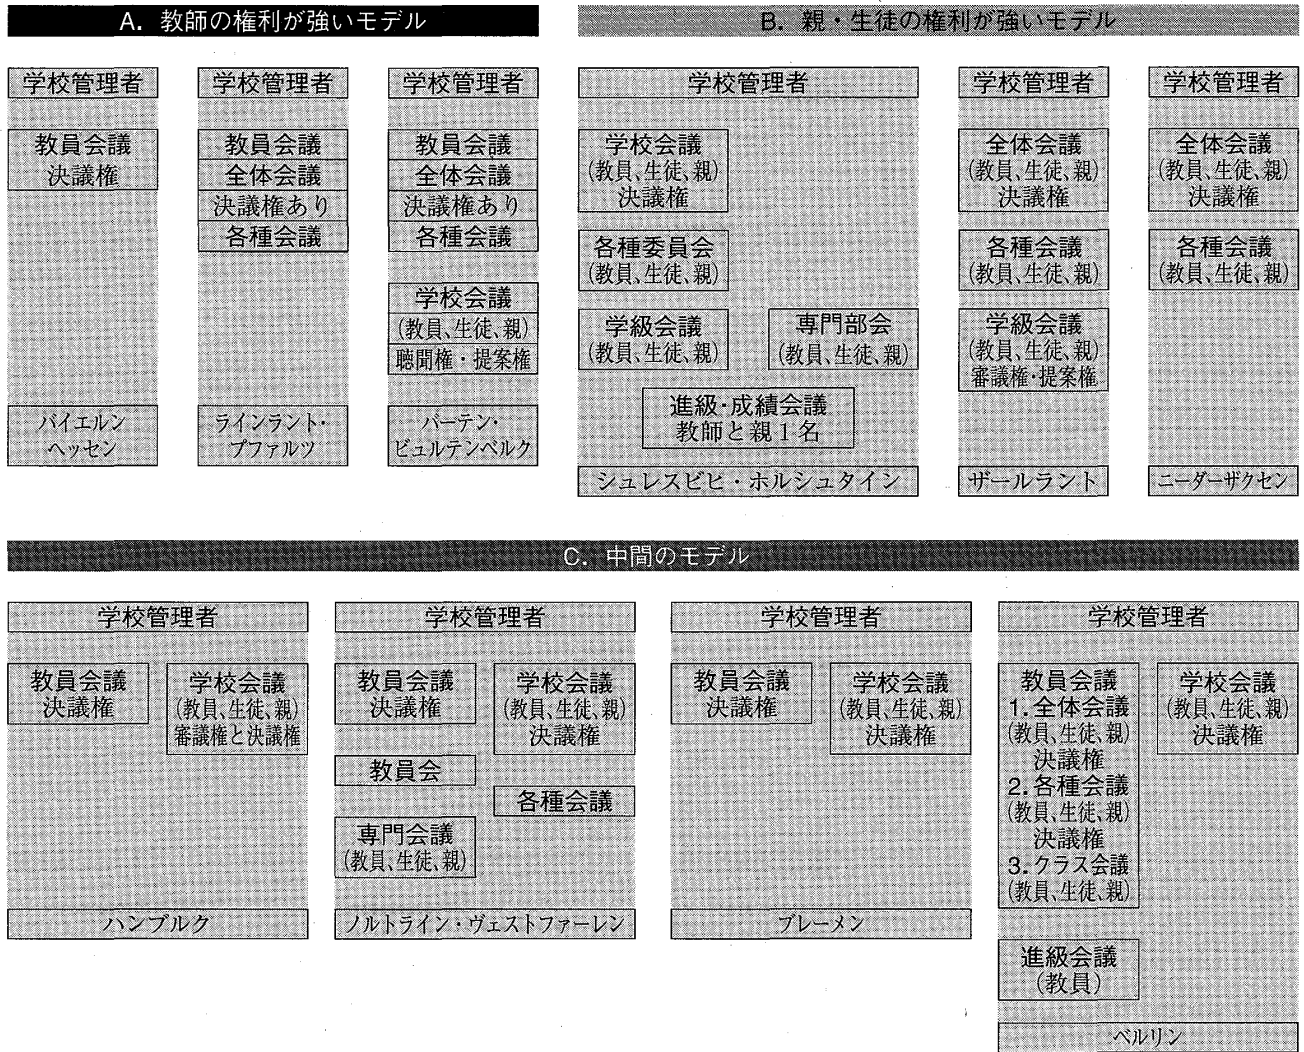 A. 教師の権利が強いモデル
学校管理者
教員会議
決議権
バイエルン
ヘッセン
学校管理者
教員会議
全体会議
決議権あり
各種会議
ラインラント・
プファルツ
学校管理者
教員会議
全体会議
決議権あり
各種会議
学校会議
(教員、生徒、親)
聴聞権・提案権
バーテン・
ビュルテンベルク
B. 親・生徒の権利が強いモデル
学校管理者
学校会議
(教員、生徒、親)
決議権
各種委員会
(教員、生徒、親)
学級会議
(教員、生徒、親)
専門部会
(教員、生徒、親)
進級・成績会議
教師と親1名
シュレスビヒ・ホルシュタイン
学校管理者
全体会議
(教員、生徒、親)
決議権
各種会議
(教員、生徒、親)
学級会議
(教員、生徒、親)
審議権・提案権
ザールラント
学校管理者
全体会議
(教員、生徒、親)
決議権
各種会議
(教員、生徒、親)
ニーダーザクセン
C. 中間のモデル
学校管理者
教員会議
決議権
学校会議
(教員、生徒、親)
審議権と決議権
ハンブルク
学校管理者
教員会議
決議権
教員会
専門会議
(教員、生徒、親)
学校会議
(教員、生徒、親)
決議権
各種会議
ノルトライン・ヴェストファーレン
学校管理者
教員会議
決議権
学校会議
(教員、生徒、親)
決議権
ブレーメン
学校管理者
教員会議
1.全体会議
(教員、生徒、親)
決議権
2.各種会議
(教員、生徒、親)
決議権
3.クラス会議
(教員、生徒、親)
学校会議
(教員、生徒、親)
決議権
進級会議
(教員)
ベルリン